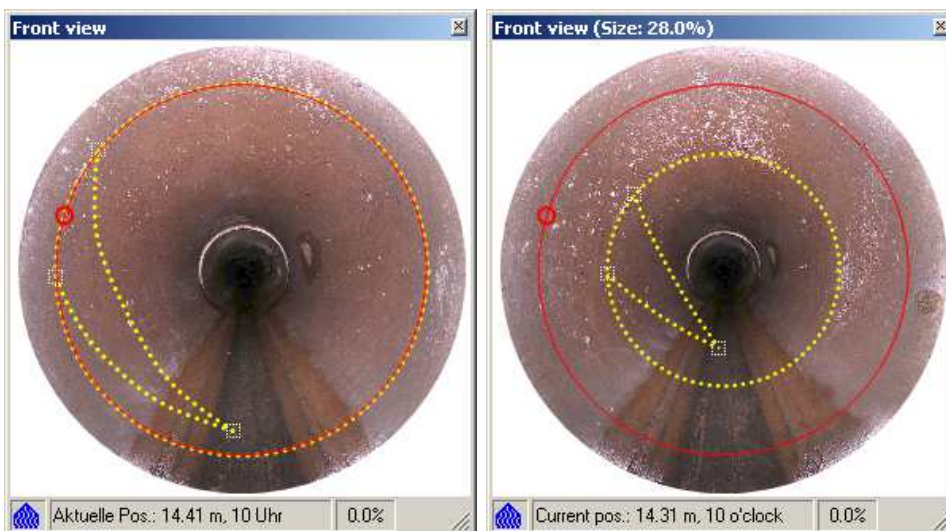 Front view
Front view (Size: 28.0%)
Aktuelle Pos.: 14.41 m, 10 Uhr
0.0%
Current pos.: 14.31 m, 10 o'clock
0.0%